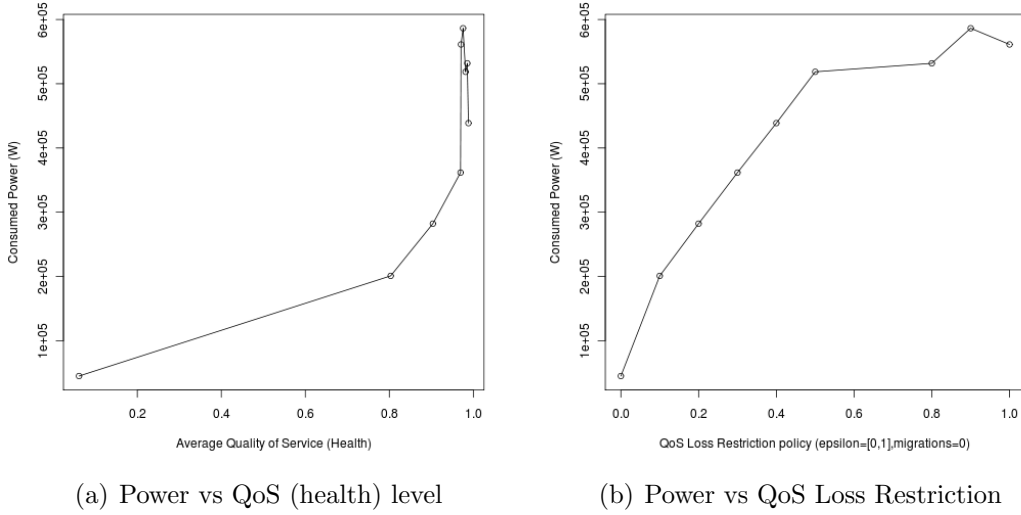 6e+05
5e+05
4e+05
3e+05
2e+05
1e+05
Consumed Power (W)
0.2 0.4 0.6 0.8 1.0
Average Quality of Service (Health)
(a) Power vs QoS (health) level
6e+05
5e+05
4e+05
3e+05
2e+05
1e+05
Consumed Power (W)
0.0 0.2 0.4 0.6 0.8 1.0
QoS Loss Restriction policy (epsilon=[0,1],migrations=0)
(b) Power vs QoS Loss Restriction